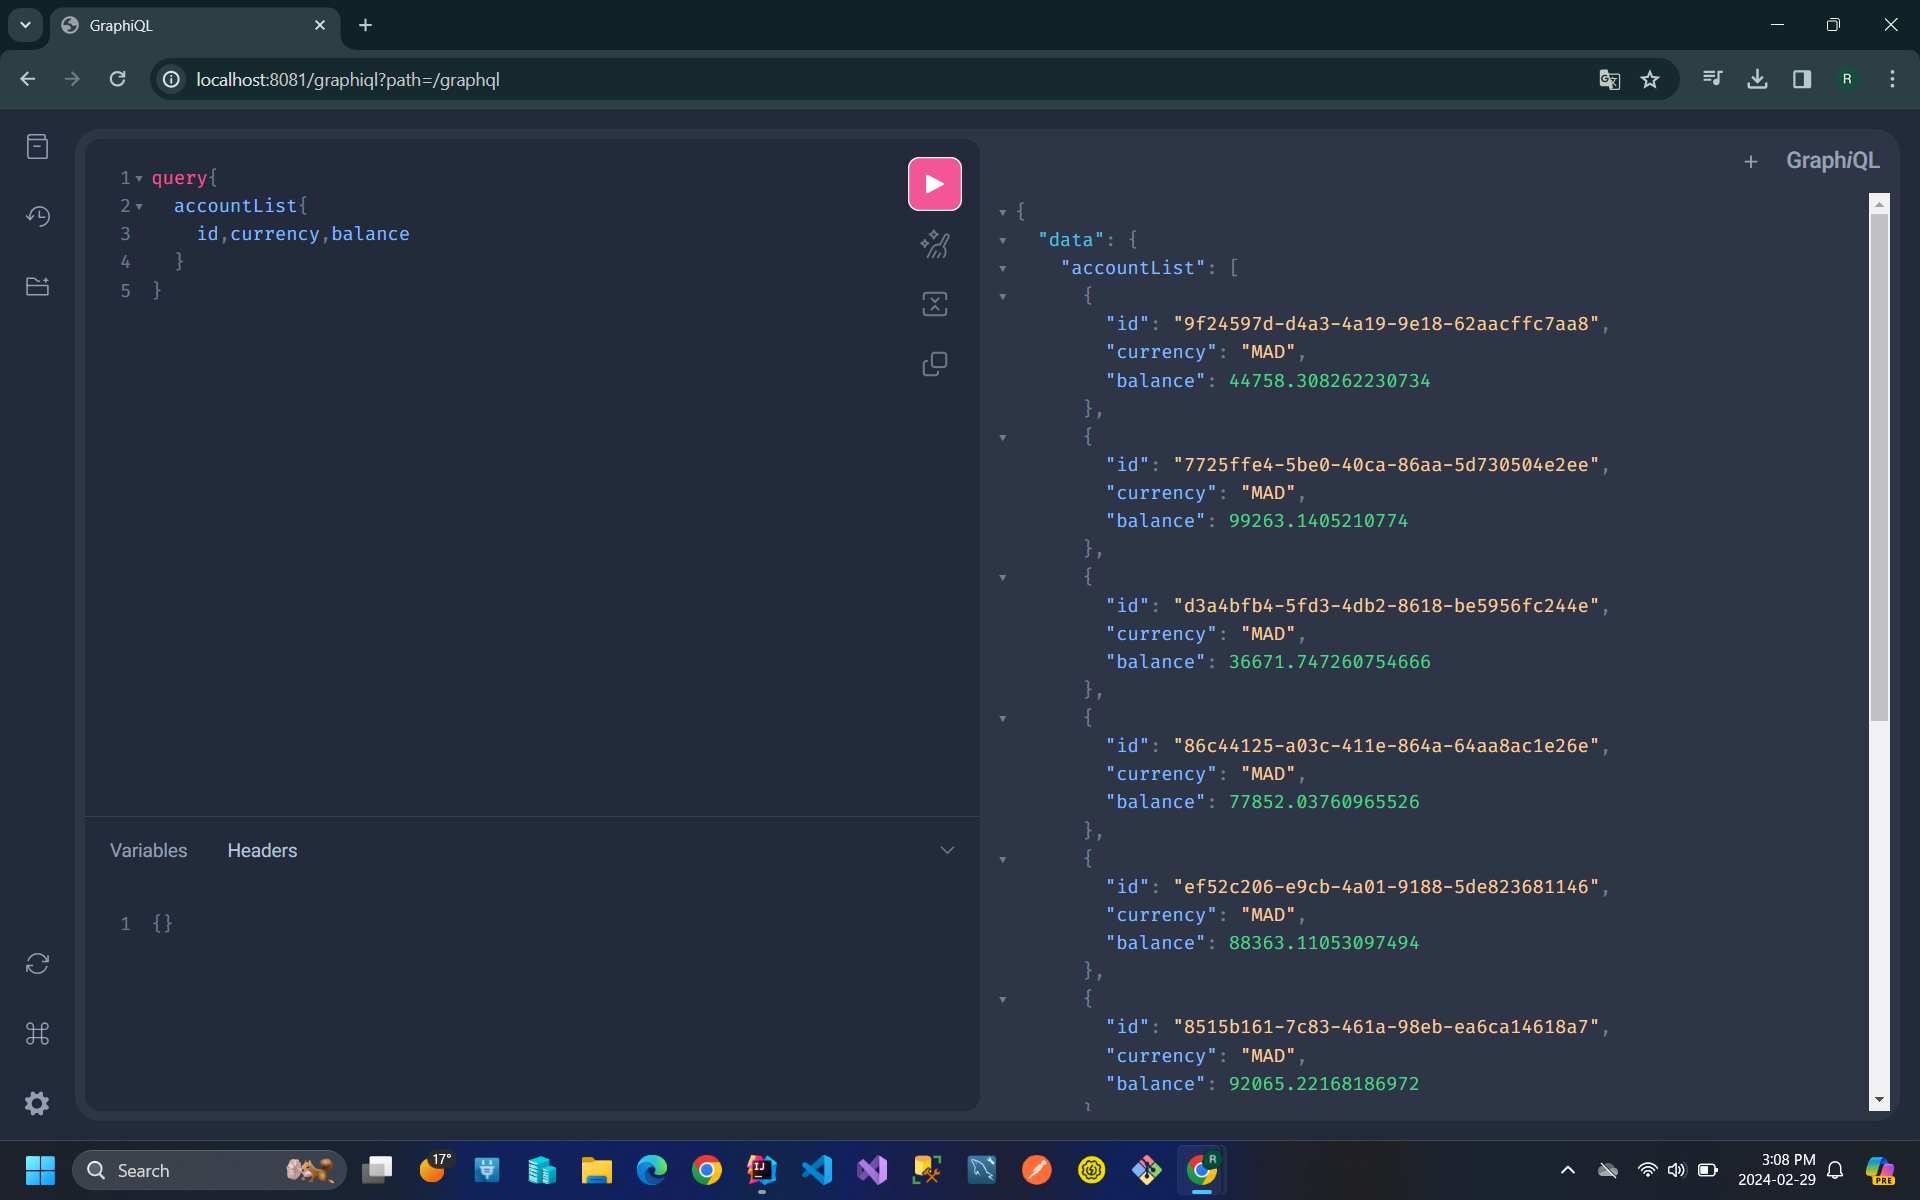 GraphiQL
localhost:8081/graphiql?path=/graphql
R
1 query{
2 accountList{
3 id,currency,balance
4 }
5 }
GraphiQL
{
"data": {
"accountList": [
{
"id": "9f24597d-d4a3-4a19-9e18-62aacffc7aa8",
"currency": "MAD",
"balance": 44758.308262230734
},
{
"id": "7725ffe4-5be0-40ca-86aa-5d730504e2ee",
"currency": "MAD",
"balance": 99263.1405210774
},
{
"id": "d3a4bfb4-5fd3-4db2-8618-be5956fc244e",
"currency": "MAD",
"balance": 36671.747260754666
},
{
"id": "86c44125-a03c-411e-864a-64aa8ac1e26e",
"currency": "MAD",
"balance": 77852.03760965526
},
{
"id": "ef52c206-e9cb-4a01-9188-5de823681146",
"currency": "MAD",
"balance": 88363.11053097494
},
{
"id": "8515b161-7c83-461a-98eb-ea6ca14618a7",
"currency": "MAD",
"balance": 92065.22168186972
}
Variables Headers
1 {}
Search
17°
IJ
R
3:08 PM
2024-02-29
PRE